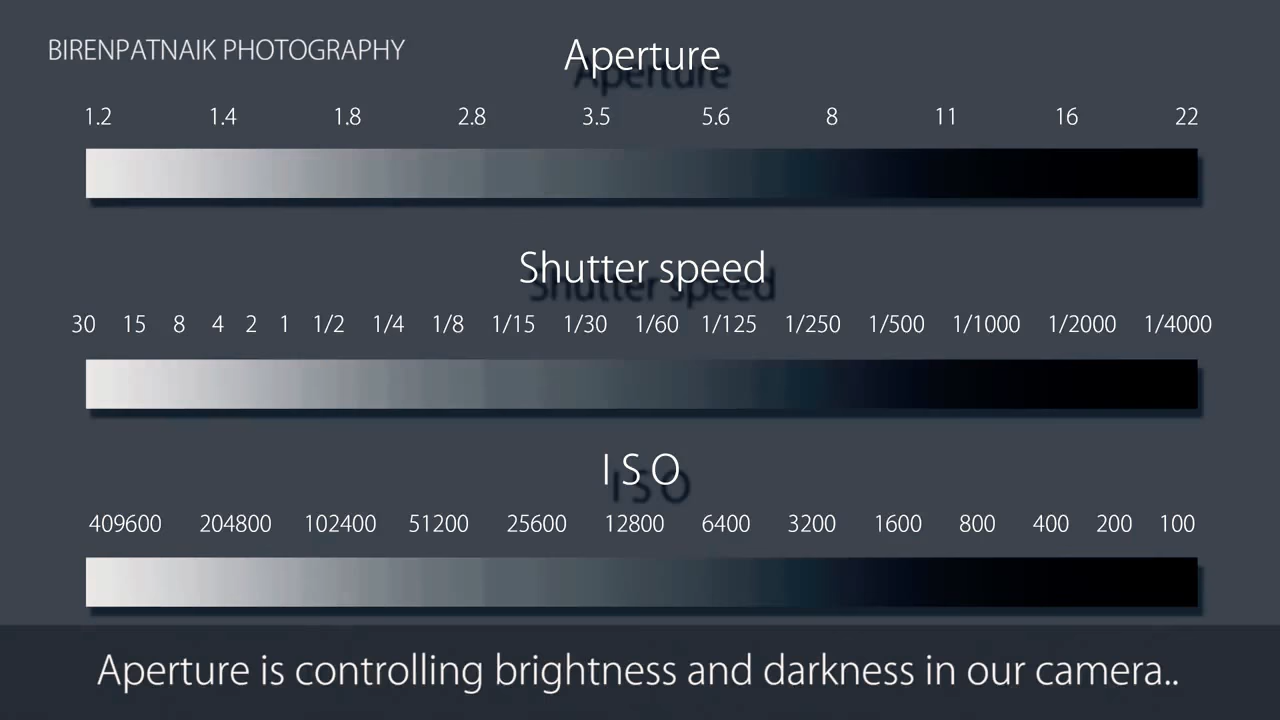 BIRENPATNAIK PHOTOGRAPHY
Aperture
1.2 1.4 1.8 2.8 3.5 5.6 8 11 16 22
Shutter speed
30 15 8 4 2 1 1/2 1/4 1/8 1/15 1/30 1/60 1/125 1/250 1/500 1/1000 1/2000 1/4000
I S O
409600 204800 102400 51200 25600 12800 6400 3200 1600 800 400 200 100
Aperture is controlling brightness and darkness in our camera..